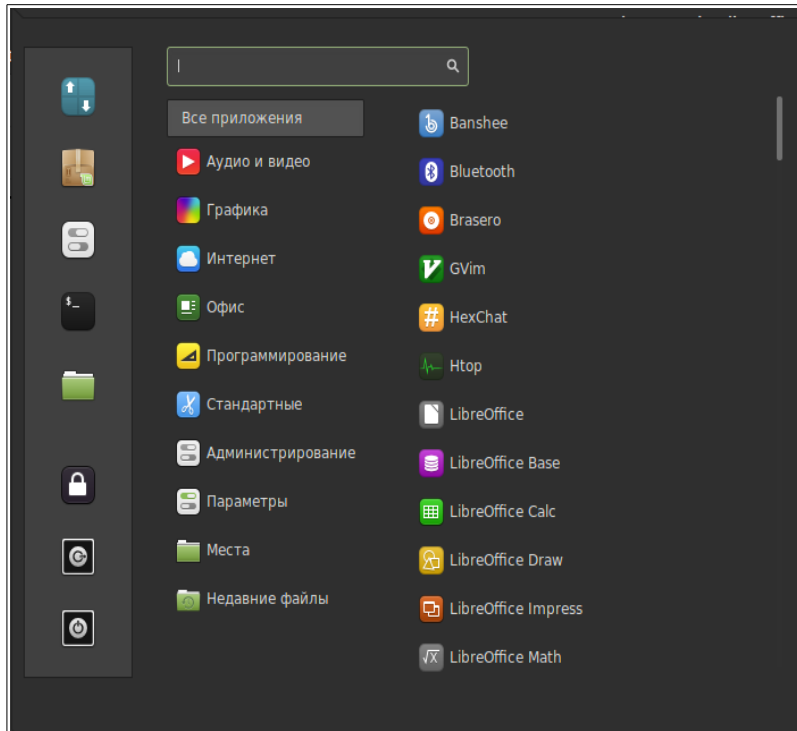 $_
Все приложения
Аудио и видео
Графика
Интернет
Офис
Программирование
Стандартные
Администрирование
Параметры
Места
Недавние файлы
Banshee
Bluetooth
Brasero
GVim
HexChat
Htop
LibreOffice
LibreOffice Base
LibreOffice Calc
LibreOffice Draw
LibreOffice Impress
LibreOffice Math